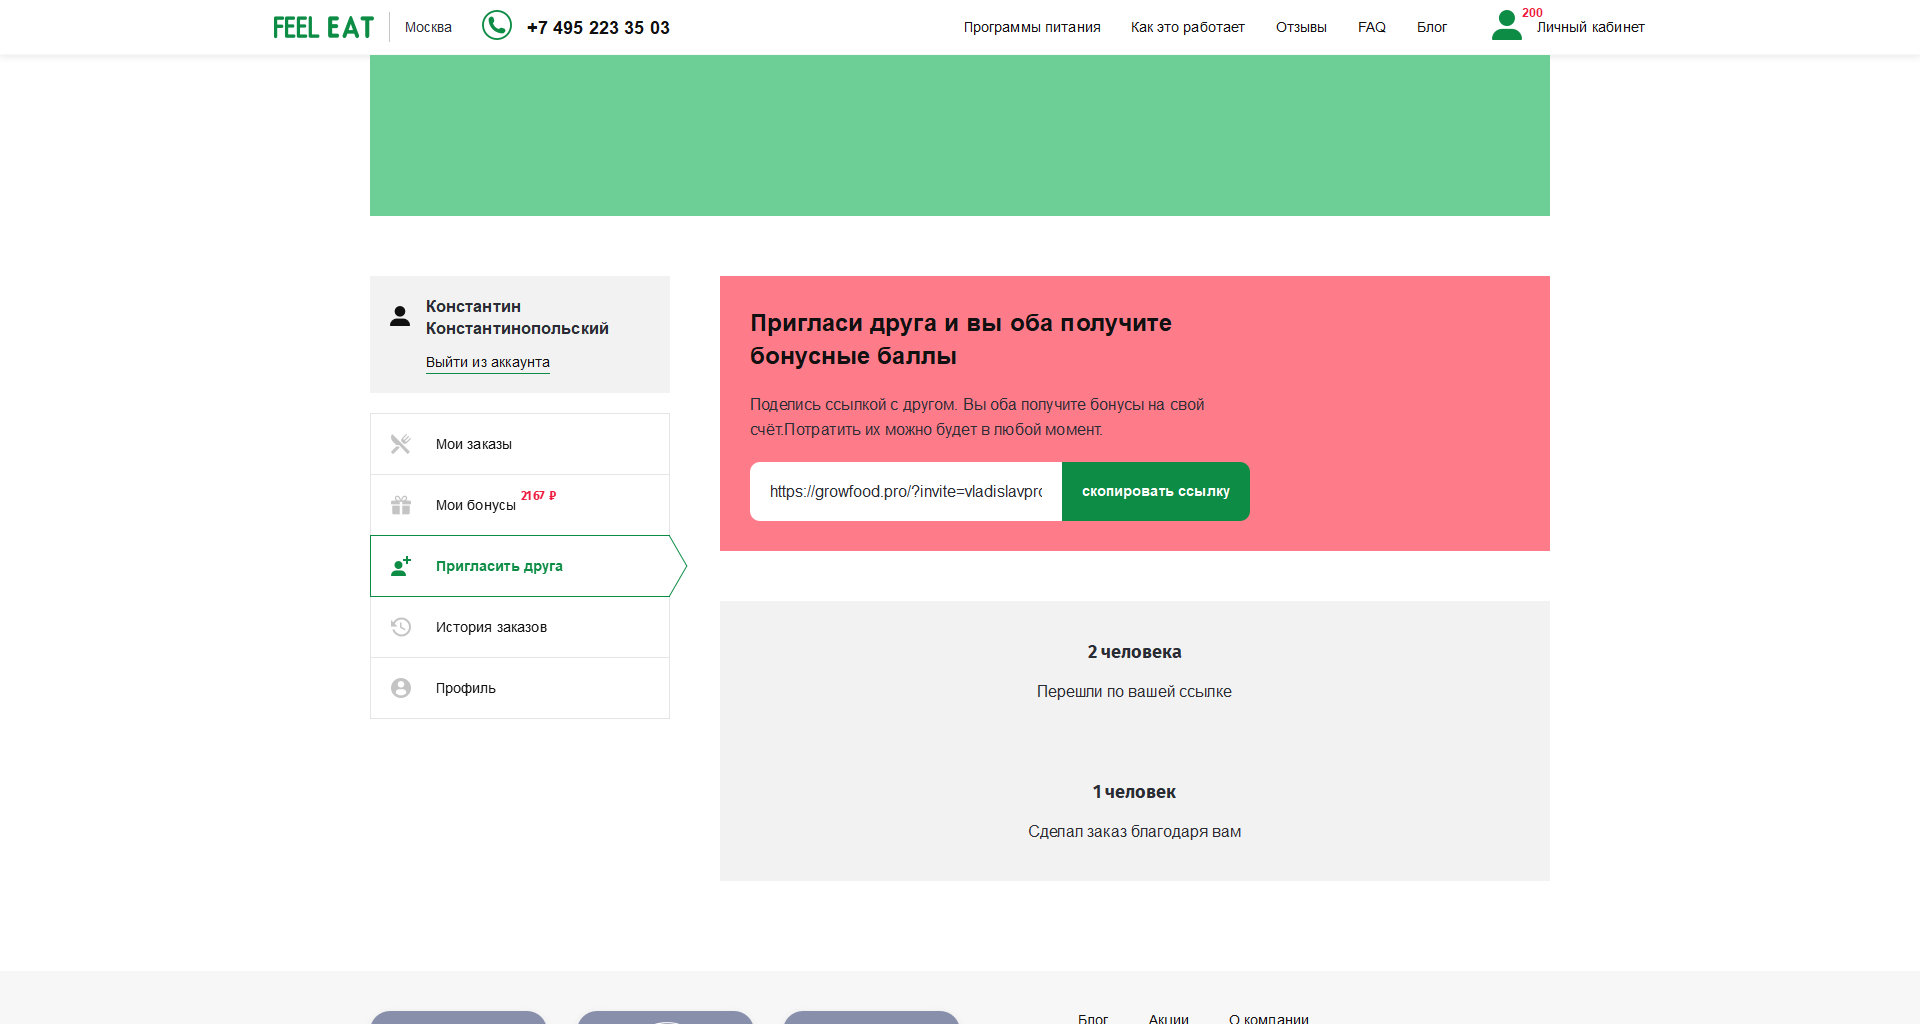 FEEL EAT
Москва
+7 495 223 35 03
Программы питания
Как это работает
Отзывы
FAQ
Блог
200
Личный кабинет
Константин
Константинопольский
Выйти из аккаунта
Мои заказы
Мои бонусы
2167 ₽
Пригласить друга
История заказов
Профиль
Пригласи друга и вы оба получите
бонусные баллы
Поделись ссылкой с другом. Вы оба получите бонусы на свой
счёт.Потратить их можно будет в любой момент.
https://growfood.pro/?invite=vladislavpro
скопировать ссылку
2 человека
Перешли по вашей ссылке
1 человек
Сделал заказ благодаря вам
Блог
Акции
О компании